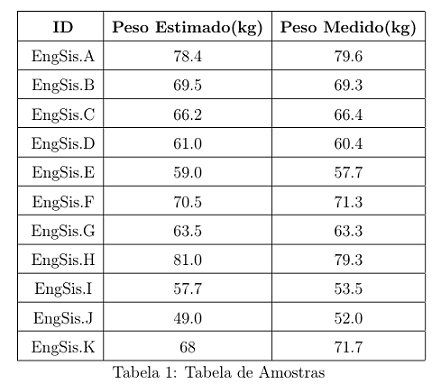 ID Peso Estimado(kg) Peso Medido(kg)
EngSis.A 78.4 79.6
EngSis.B 69.5 69.3
EngSis.C 66.2 66.4
EngSis.D 61.0 60.4
EngSis.E 59.0 57.7
EngSis.F 70.5 71.3
EngSis.G 63.5 63.3
EngSis.H 81.0 79.3
EngSis.I 57.7 53.5
EngSis.J 49.0 52.0
EngSis.K 68 71.7
Tabela 1: Tabela de Amostras